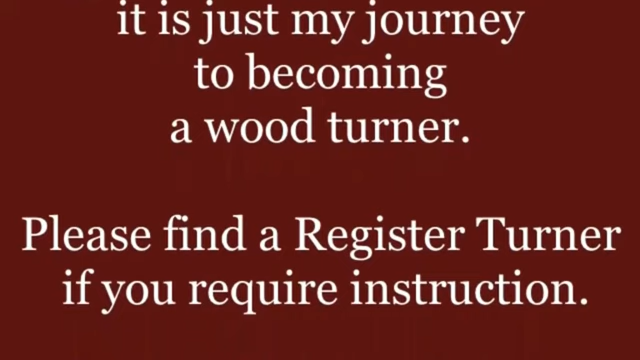 it is just my journey
to becoming
a wood turner.
Please find a Register Turner
if you require instruction.